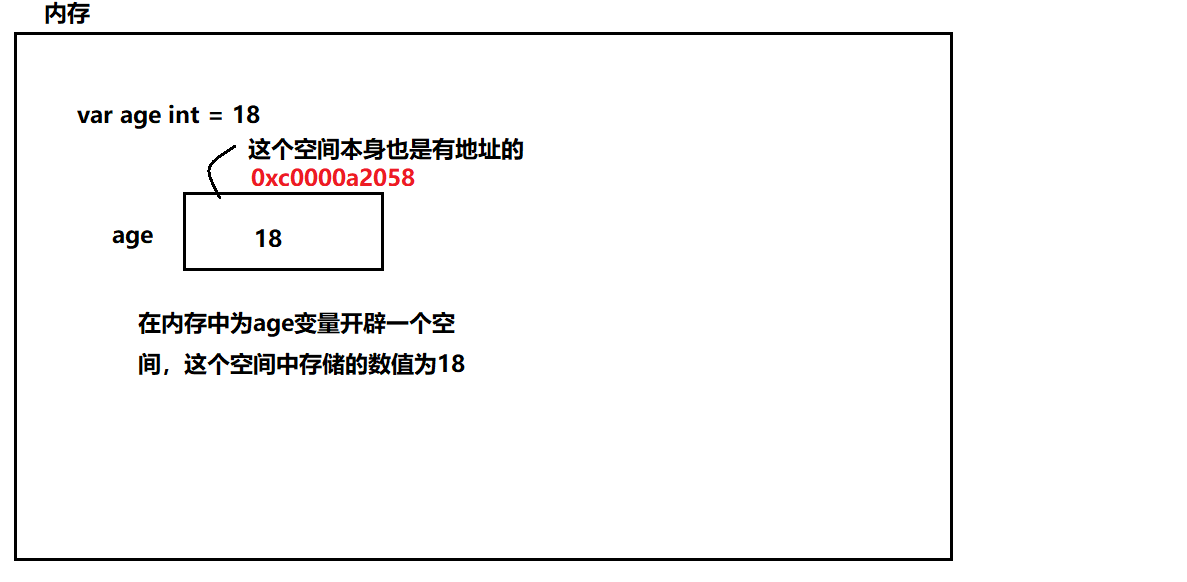 内存
var age int = 18
这个空间本身也是有地址的
0xc0000a2058
age
18
在内存中为age变量开辟一个空
间，这个空间中存储的数值为18